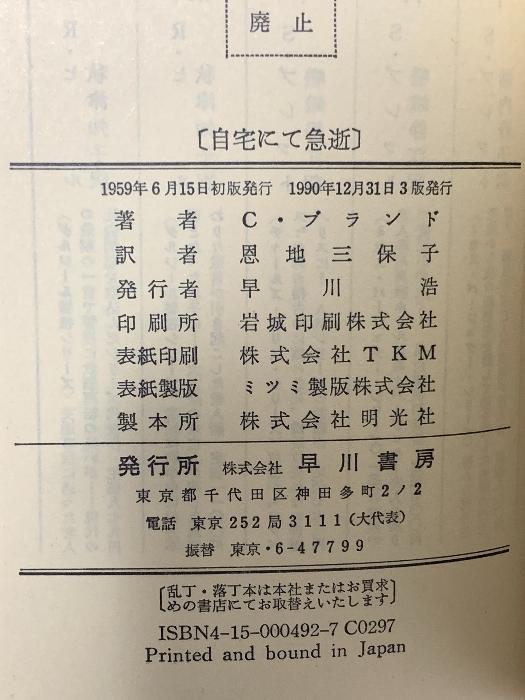 廃止
〔自宅にて急逝〕
1959年6月15日初版発行 1990年12月31日3版発行
著者 C・ブランド
訳者 恩地三保子
発行者 早川浩
印刷所 岩城印刷株式会社
表紙印刷 株式会社TKM
表紙製版 ミツミ製版株式会社
製本所 株式会社明光社
発行所 株式会社 早川書房
東京都千代田区神田多町2ノ2
電話 東京252局3111(大代表)
振替 東京・6-47799
〔乱丁・落丁本は本社またはお買求
めの書店にてお取替えいたします〕
ISBN4-15-000492-7 C0297
Printed and bound in Japan